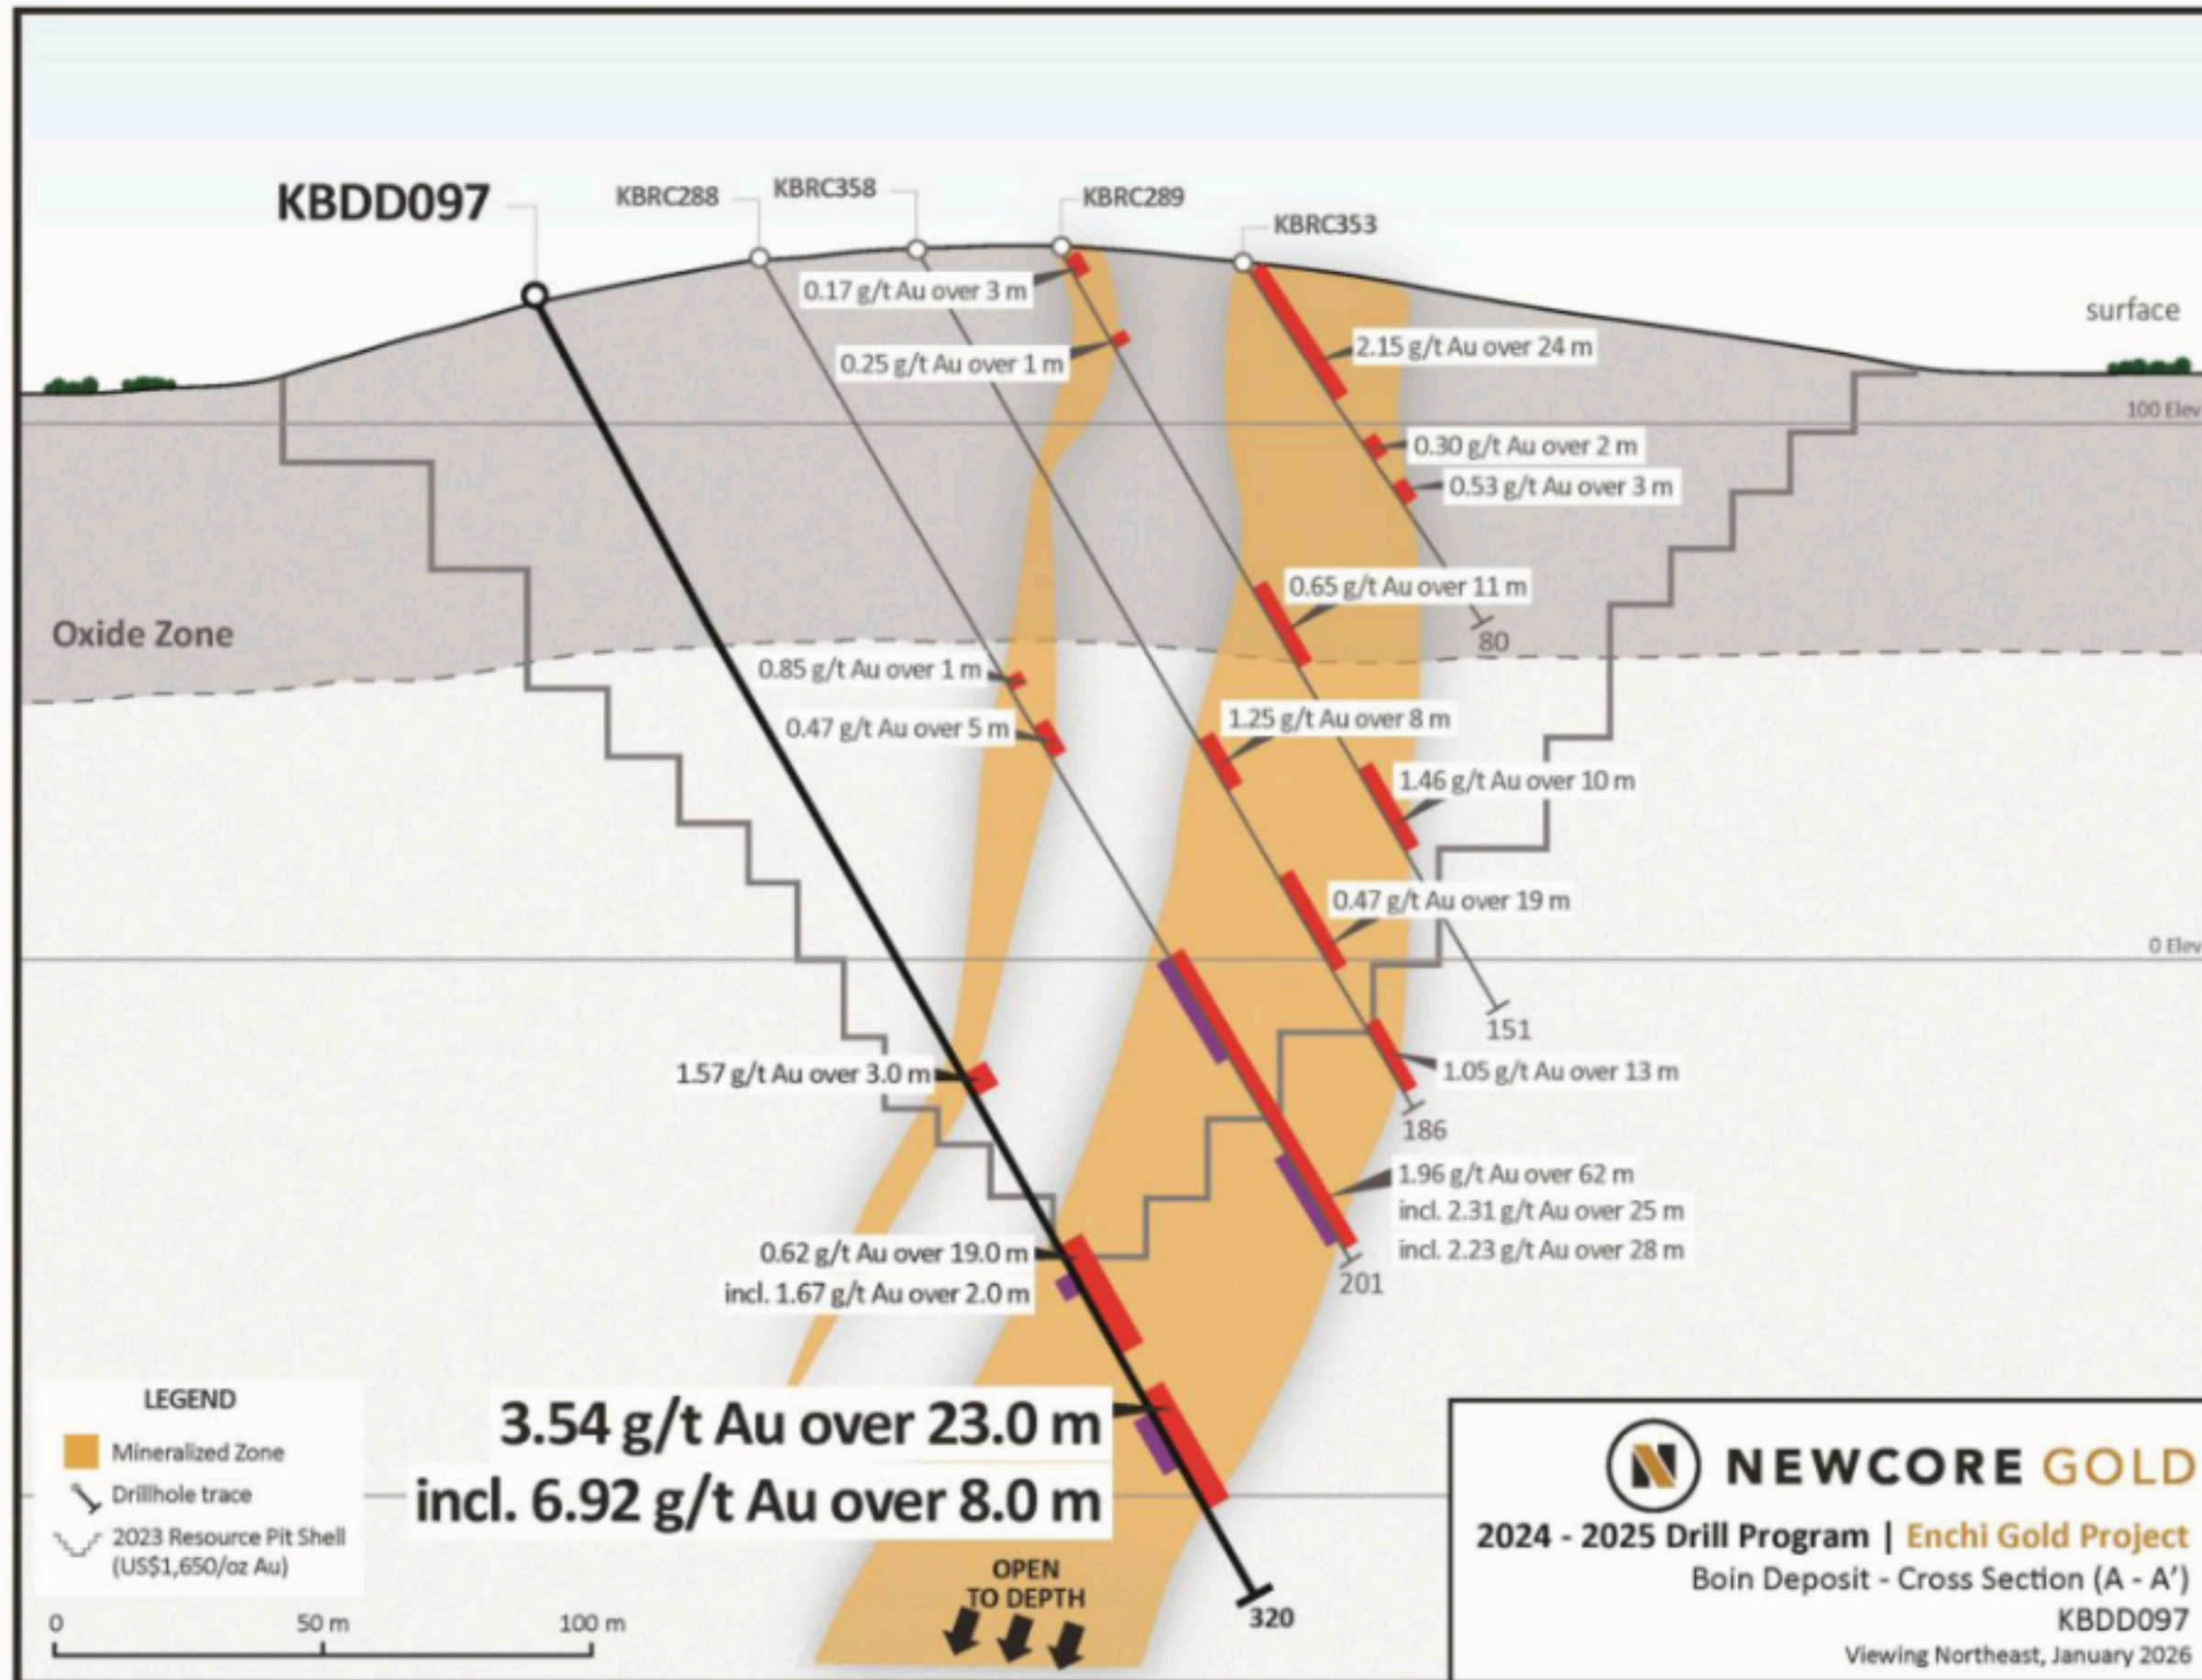 KBDD097
KBRC288
KBRC358
KBRC289
KBRC353
0.17 g/t Au over 3 m
0.25 g/t Au over 1 m
2.15 g/t Au over 24 m
surface
100 Elev
0.30 g/t Au over 2 m
0.53 g/t Au over 3 m
0.65 g/t Au over 11 m
Oxide Zone
80
0.85 g/t Au over 1 m
0.47 g/t Au over 5 m
1.25 g/t Au over 8 m
1.46 g/t Au over 10 m
0.47 g/t Au over 19 m
0 Elev
151
1.57 g/t Au over 3.0 m
1.05 g/t Au over 13 m
186
1.96 g/t Au over 62 m
incl. 2.31 g/t Au over 25 m
incl. 2.23 g/t Au over 28 m
201
0.62 g/t Au over 19.0 m
incl. 1.67 g/t Au over 2.0 m
3.54 g/t Au over 23.0 m
incl. 6.92 g/t Au over 8.0 m
OPEN
TO DEPTH
320
LEGEND
Mineralized Zone
Drillhole trace
2023 Resource Pit Shell
(US$1,650/oz Au)
0
50 m
100 m
NEWCORE GOLD
2024 - 2025 Drill Program | Enchi Gold Project
Boin Deposit - Cross Section (A - A’)
KBDD097
Viewing Northeast, January 2026